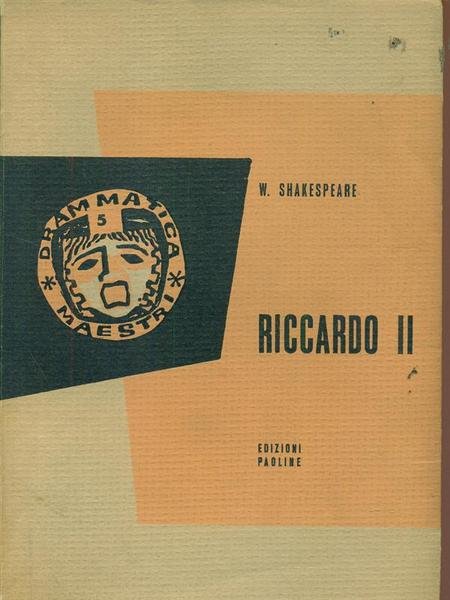 DRAMMATICA
5
* MAESTRI *
W. SHAKESPEARE
RICCARDO II
EDIZIONI
PAOLINE